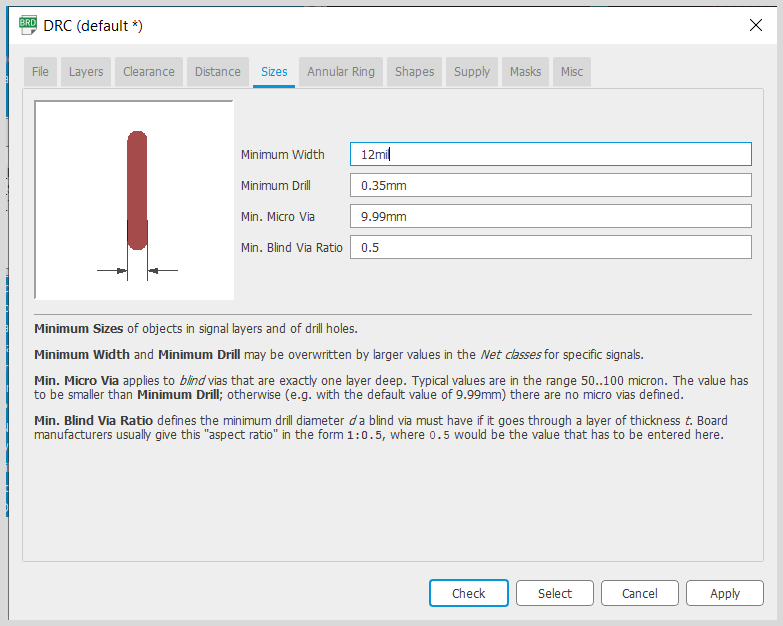 BRD DRC (default *)
File Layers Clearance Distance Sizes Annular Ring Shapes Supply Masks Misc
Minimum Width 12mil
Minimum Drill 0.35mm
Min. Micro Via 9.99mm
Min. Blind Via Ratio 0.5
Minimum Sizes of objects in signal layers and of drill holes.
Minimum Width and Minimum Drill may be overwritten by larger values in the Net classes for specific signals.
Min. Micro Via applies to blind vias that are exactly one layer deep. Typical values are in the range 50..100 micron. The value has
to be smaller than Minimum Drill; otherwise (e.g. with the default value of 9.99mm) there are no micro vias defined.
Min. Blind Via Ratio defines the minimum drill diameter d a blind via must have if it goes through a layer of thickness t. Board
manufacturers usually give this "aspect ratio" in the form 1:0.5, where 0.5 would be the value that has to be entered here.
Check Select Cancel Apply